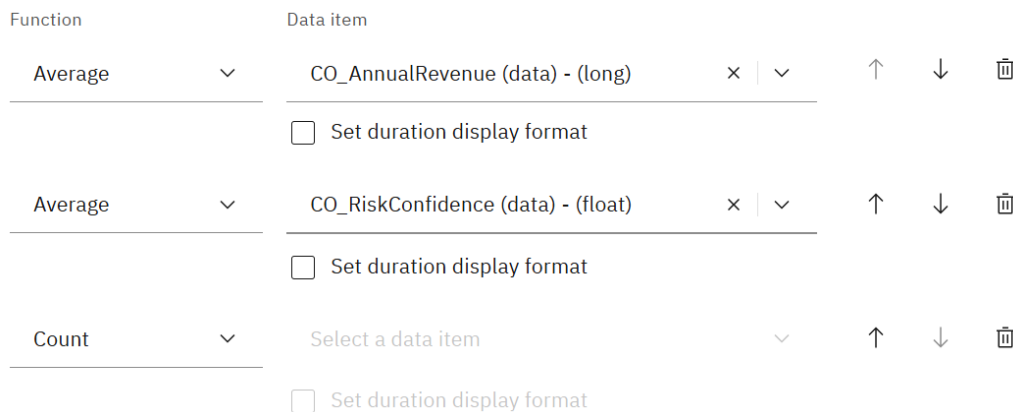 Function Data item
Average CO_AnnualRevenue (data) - (long)
Set duration display format
Average CO_RiskConfidence (data) - (float)
Set duration display format
Count Select a data item
Set duration display format